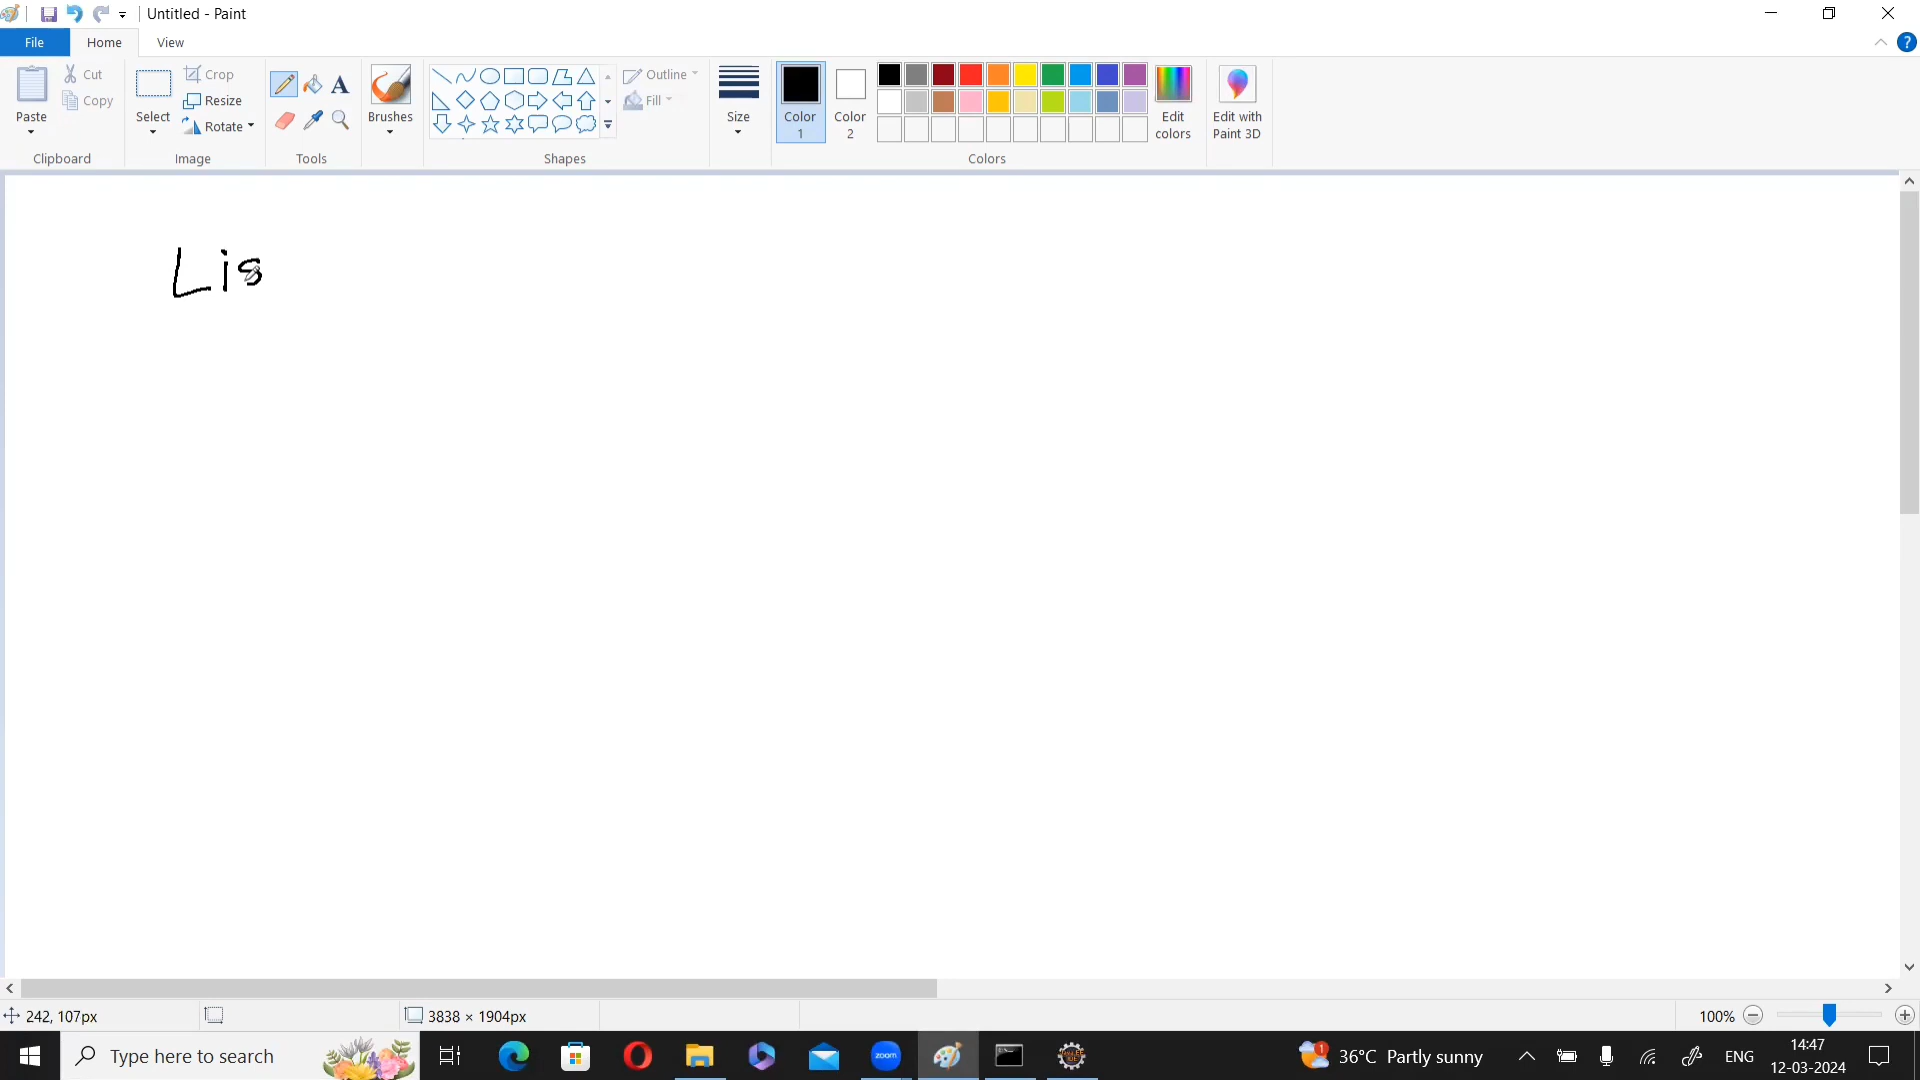 Untitled - Paint
File Home View
Paste Cut Copy Clipboard
Select Crop Resize Rotate Image
Tools
Brushes
Shapes
Outline Fill
Size
Color 1 Color 2
Edit colors
Colors
Edit with Paint 3D
Lis
242, 107px
3838 × 1904px
100%
Type here to search
zoom
1
36°C Partly sunny
ENG
14:47
12-03-2024